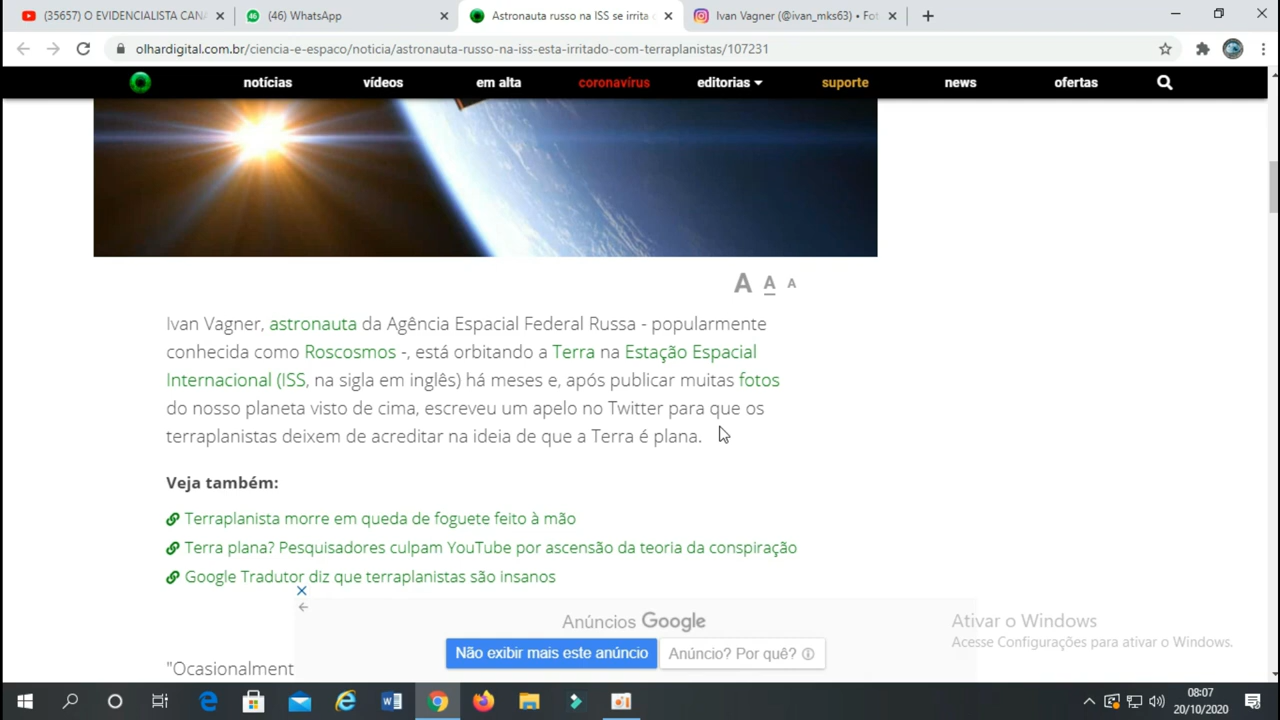 (35657) O EVIDENCIALISTA CANA
(46) WhatsApp
Astronauta russo na ISS se irrita
Ivan Vagner (@ivan_mks63) • Fot
olhardigital.com.br/ciencia-e-espaco/noticia/astronauta-russo-na-iss-esta-irritado-com-terraplanistas/107231
notícias vídeos em alta coronavírus editorias suporte news ofertas
A A A
Ivan Vagner, astronauta da Agência Espacial Federal Russa - popularmente
conhecida como Roscosmos -, está orbitando a Terra na Estação Espacial
Internacional (ISS, na sigla em inglês) há meses e, após publicar muitas fotos
do nosso planeta visto de cima, escreveu um apelo no Twitter para que os
terraplanistas deixem de acreditar na ideia de que a Terra é plana.
Veja também:
Terraplanista morre em queda de foguete feito à mão
Terra plana? Pesquisadores culpam YouTube por ascensão da teoria da conspiração
Google Tradutor diz que terraplanistas são insanos
Anúncios Google
Não exibir mais este anúncio
Anúncio? Por quê?
Ativar o Windows
Acesse Configurações para ativar o Windows.
"Ocasionalment
08:07
20/10/2020